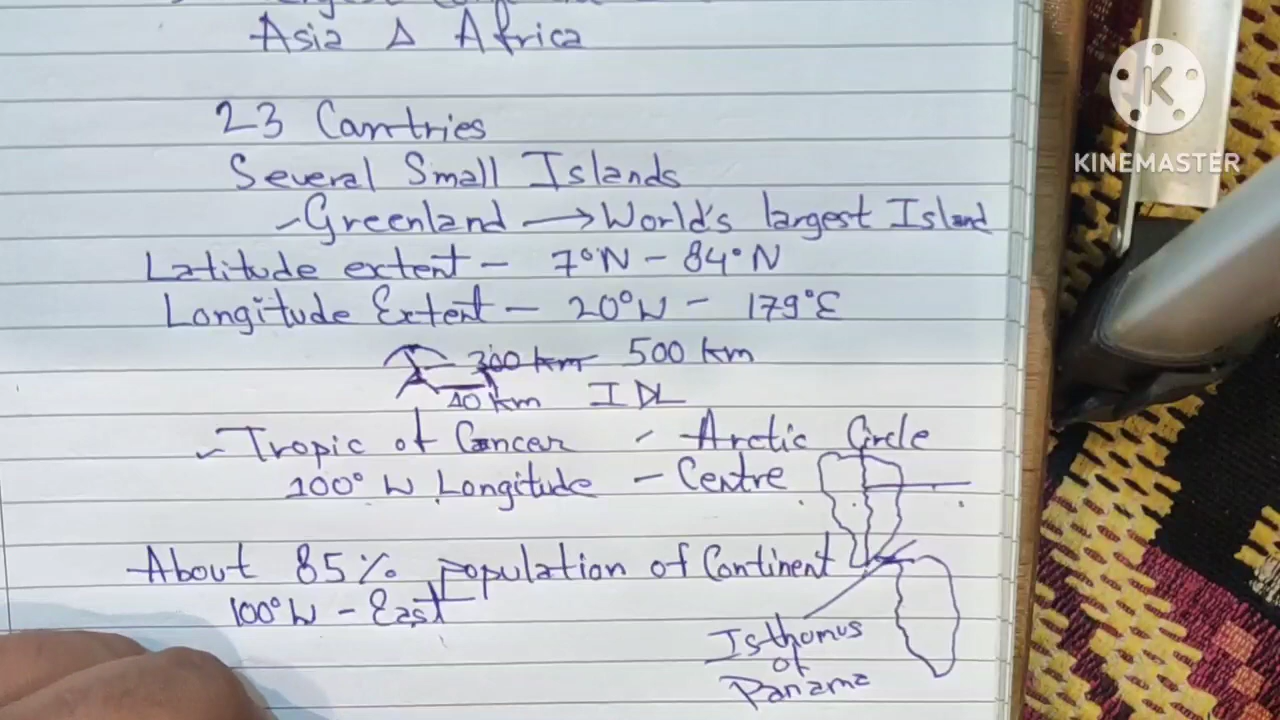 Asia Δ Africa
23 Cantries
Several Small Islands
- Greenland → World's largest Island
Latitude extent - 7°N - 84°N
Longitude Extent - 20°W - 179°E
300 km 500 km
40 km IDL
- Tropic of Cancer - Arctic Circle
100° W Longitude - Centre
About 85% population of Continent
100° W - East
Isthumus
of
Panama
K
KINEMASTER